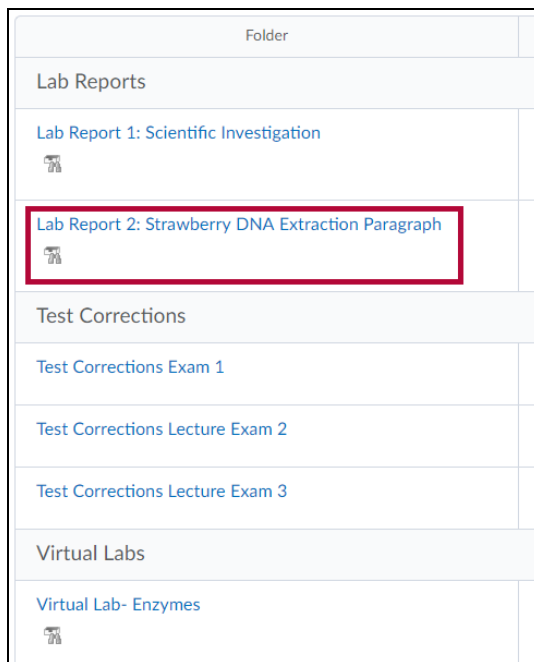 Folder
Lab Reports
Lab Report 1: Scientific Investigation
Lab Report 2: Strawberry DNA Extraction Paragraph
Test Corrections
Test Corrections Exam 1
Test Corrections Lecture Exam 2
Test Corrections Lecture Exam 3
Virtual Labs
Virtual Lab- Enzymes